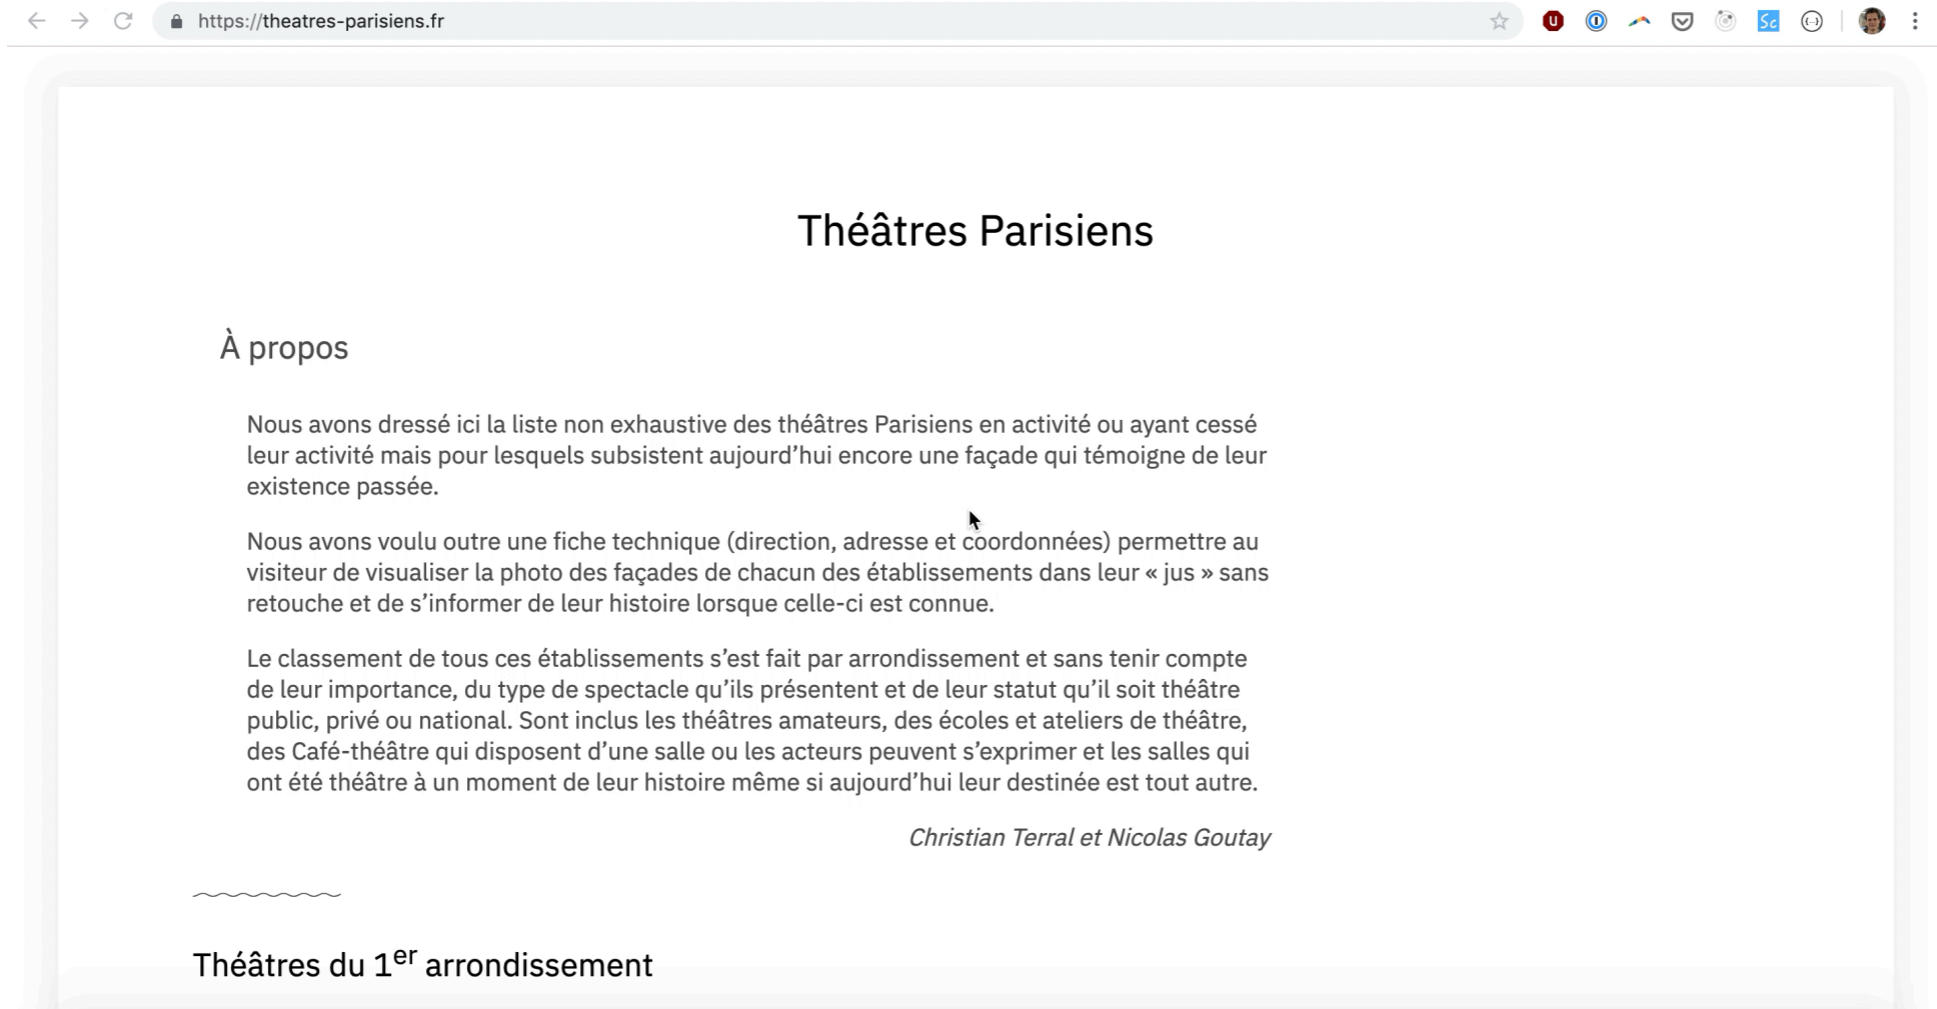 https://theatres-parisiens.fr
Théâtres Parisiens
À propos
Nous avons dressé ici la liste non exhaustive des théâtres Parisiens en activité ou ayant cessé
leur activité mais pour lesquels subsistent aujourd’hui encore une façade qui témoigne de leur
existence passée.
Nous avons voulu outre une fiche technique (direction, adresse et coordonnées) permettre au
visiteur de visualiser la photo des façades de chacun des établissements dans leur « jus » sans
retouche et de s’informer de leur histoire lorsque celle-ci est connue.
Le classement de tous ces établissements s’est fait par arrondissement et sans tenir compte
de leur importance, du type de spectacle qu’ils présentent et de leur statut qu’il soit théâtre
public, privé ou national. Sont inclus les théâtres amateurs, des écoles et ateliers de théâtre,
des Café-théâtre qui disposent d’une salle ou les acteurs peuvent s’exprimer et les salles qui
ont été théâtre à un moment de leur histoire même si aujourd’hui leur destinée est tout autre.
Christian Terral et Nicolas Goutay
Théâtres du 1er arrondissement